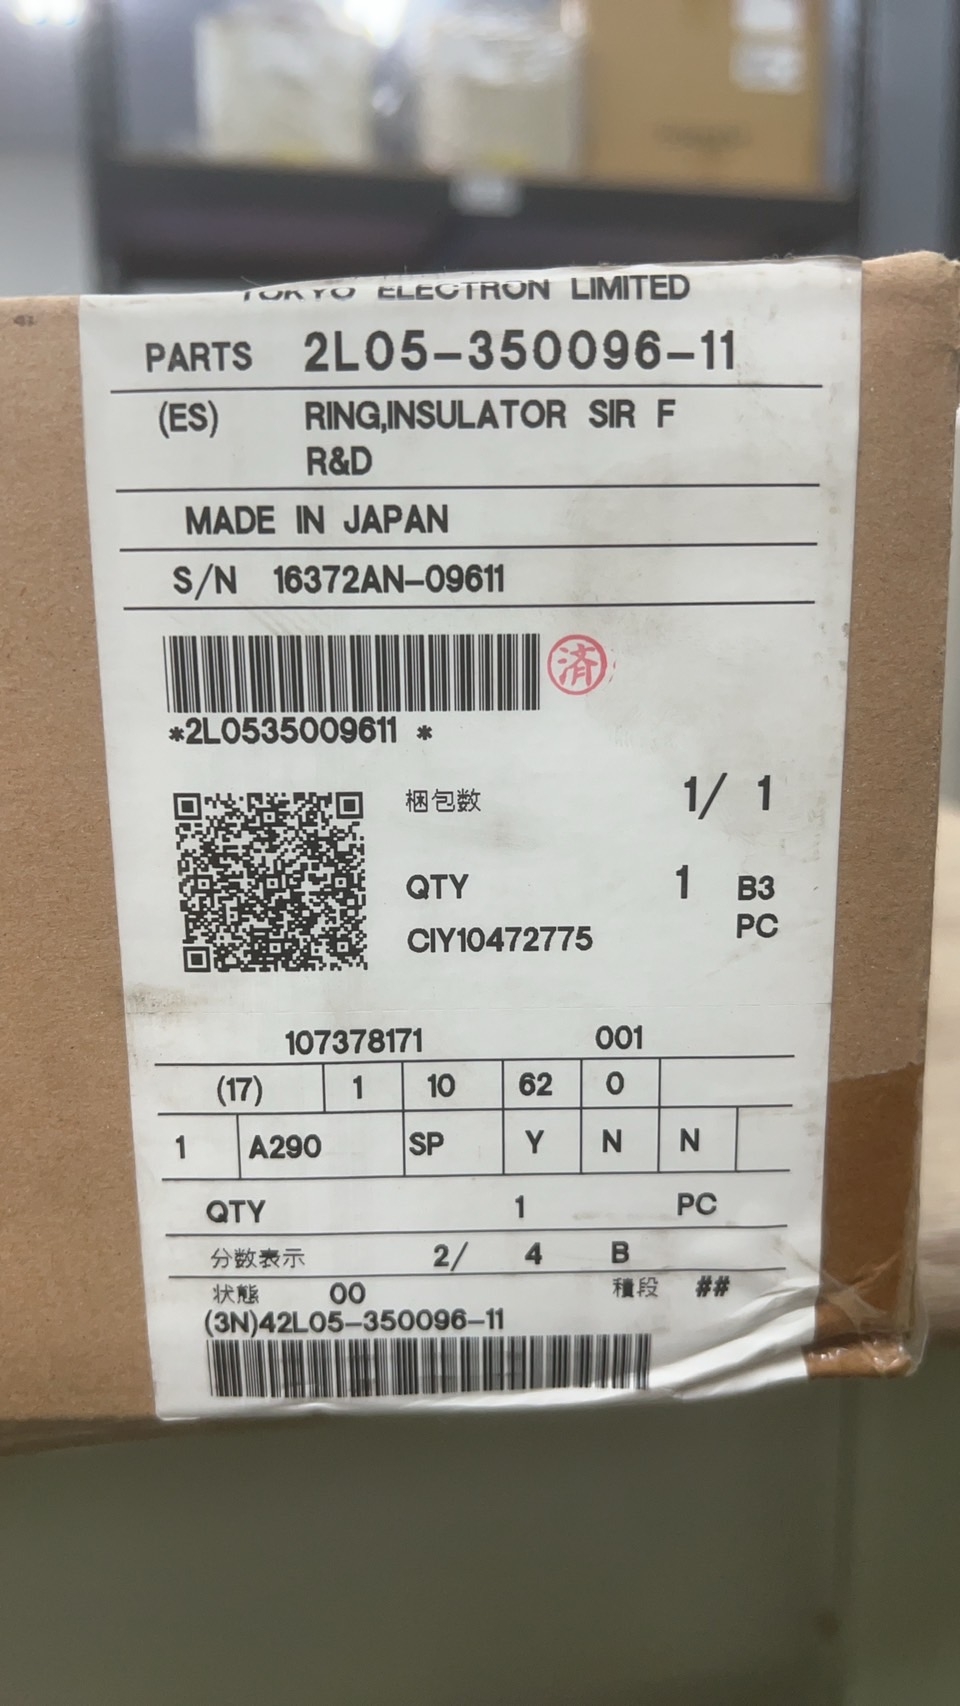 TOKYO ELECTRON LIMITED
PARTS 2L05-350096-11
(ES) RING,INSULATOR SIR F
R&D
MADE IN JAPAN
S/N 16372AN-09611
済
*2L0535009611 *
梱包数 1/ 1
QTY 1 B3
CIY10472775 PC
107378171 001
(17) 1 10 62 0
1 A290 SP Y N N
QTY 1 PC
分数表示 2/ 4 B
状態 00 積段 ##
(3N)42L05-350096-11